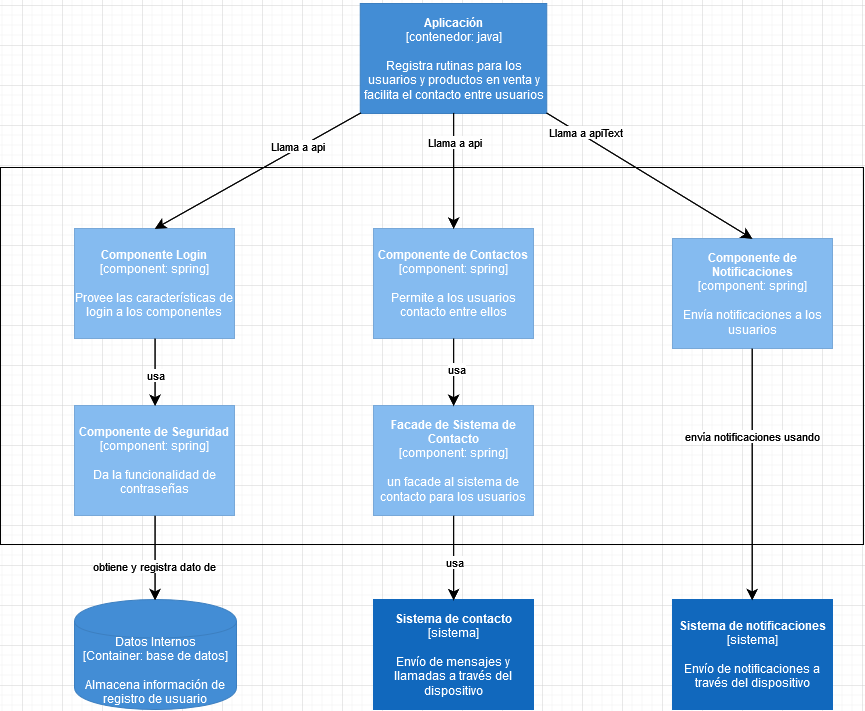 Aplicación
[contenedor: java]
Registra rutinas para los
usuarios y productos en venta y
facilita el contacto entre usuarios
Llama a api
Llama a api
Llama a apiText
Componente Login
[component: spring]
Provee las características de
login a los componentes
Componente de Contactos
[component: spring]
Permite a los usuarios
contacto entre ellos
Componente de
Notificaciones
[component: spring]
Envía notificaciones a los
usuarios
usa
usa
envía notificaciones usando
Componente de Seguridad
[component: spring]
Da la funcionalidad de
contraseñas
Facade de Sistema de
Contacto
[component: spring]
un facade al sistema de
contacto para los usuarios
obtiene y registra dato de
usa
Datos Internos
[Container: base de datos]
Almacena información de
registro de usuario
Sistema de contacto
[sistema]
Envío de mensajes y
llamadas a través del
dispositivo
Sistema de notificaciones
[sistema]
Envío de notificaciones a
través del dispositivo